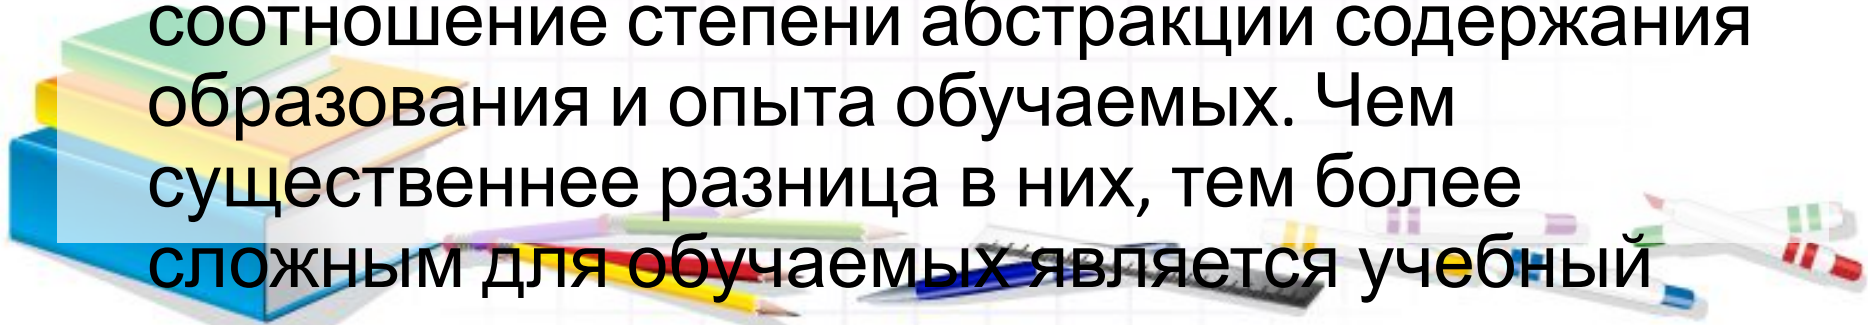 соотношение степени абстракции содержания
образования и опыта обучаемых. Чем
существеннее разница в них, тем более
сложным для обучаемых является учебный